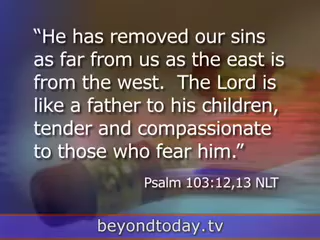 “He has removed our sins
as far from us as the east is
from the west.  The Lord is
like a father to his children,
tender and compassionate
to those who fear him.”
Psalm 103:12,13 NLT
beyondtoday.tv